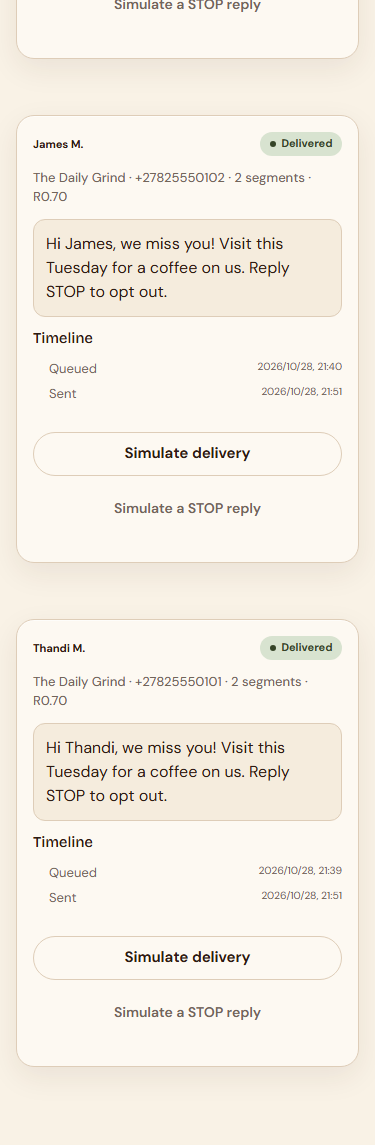 Simulate a STOP reply
James M.
Delivered
The Daily Grind · +27825550102 · 2 segments ·
R0.70
Hi James, we miss you! Visit this
Tuesday for a coffee on us. Reply
STOP to opt out.
Timeline
Queued 2026/10/28, 21:40
Sent 2026/10/28, 21:51
Simulate delivery
Simulate a STOP reply
Thandi M.
Delivered
The Daily Grind · +27825550101 · 2 segments ·
R0.70
Hi Thandi, we miss you! Visit this
Tuesday for a coffee on us. Reply
STOP to opt out.
Timeline
Queued 2026/10/28, 21:39
Sent 2026/10/28, 21:51
Simulate delivery
Simulate a STOP reply